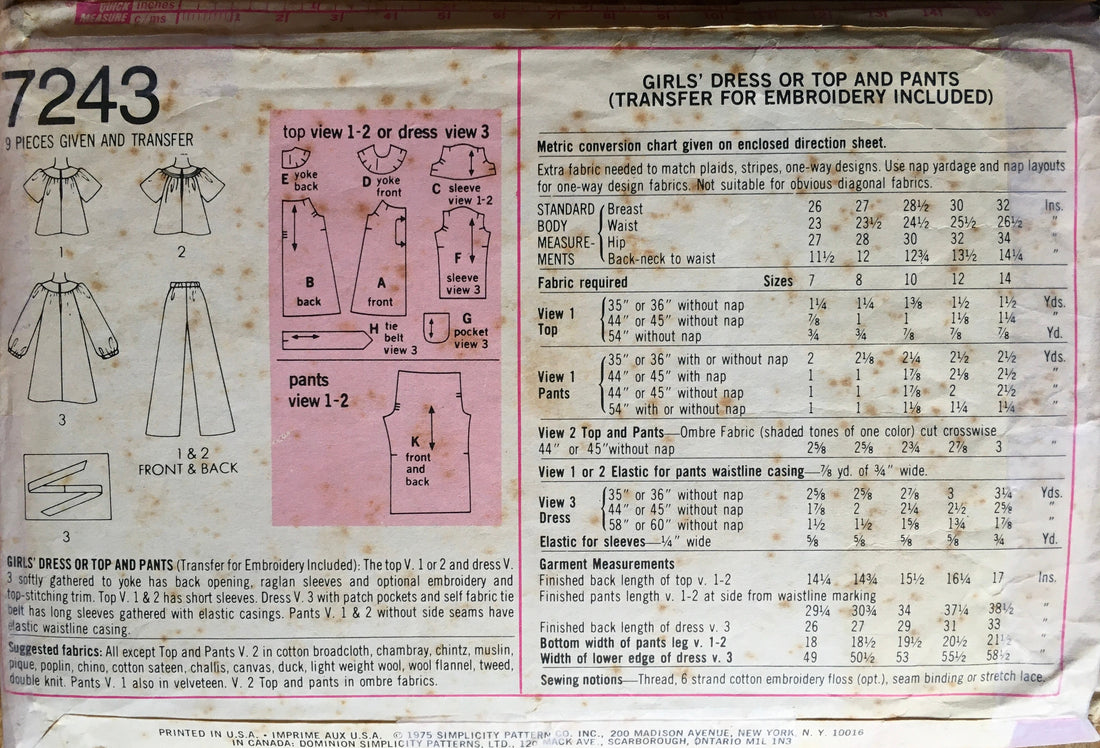 QUICK inches
MEASURE c/ms
7243
9 PIECES GIVEN AND TRANSFER
1
2
3
1 & 2
FRONT & BACK
3
top view 1-2 or dress view 3
E yoke
back
D yoke
front
C sleeve
view 1-2
B
back
A
front
F
sleeve
view 3
H tie
belt
view 3
G
pocket
view 3
pants
view 1-2
K
front
and
back
GIRLS' DRESS OR TOP AND PANTS (Transfer for Embroidery Included): The top V. 1 or 2 and dress V.
3 softly gathered to yoke has back opening, raglan sleeves and optional embroidery and
top-stitching trim. Top V. 1 & 2 has short sleeves. Dress V. 3 with patch pockets and self fabric tie
belt has long sleeves gathered with elastic casings. Pants V. 1 & 2 without side seams have
elastic waistline casing.
Suggested fabrics: All except Top and Pants V. 2 in cotton broadcloth, chambray, chintz, muslin,
pique, poplin, chino, cotton sateen, challis, canvas, duck, light weight wool, wool flannel, tweed,
double knit. Pants V. 1 also in velveteen. V. 2 Top and pants in ombre fabrics.
GIRLS' DRESS OR TOP AND PANTS
(TRANSFER FOR EMBROIDERY INCLUDED)
Metric conversion chart given on enclosed direction sheet.
Extra fabric needed to match plaids, stripes, one-way designs. Use nap yardage and nap layouts
for one-way design fabrics. Not suitable for obvious diagonal fabrics.
STANDARD Breast 26 27 28½ 30 32 Ins.
BODY Waist 23 23½ 24½ 25½ 26½ "
MEASURE- Hip 27 28 30 32 34 "
MENTS Back-neck to waist 11½ 12 12¾ 13½ 14¼ "
Fabric required Sizes 7 8 10 12 14
View 1 Top
35" or 36" without nap 1¼ 1¼ 1⅜ 1½ 1½ Yds.
44" or 45" without nap ⅞ 1 1 1⅛ 1¼ "
54" without nap ¾ ¾ ⅞ ⅞ ⅞ Yd.
View 1 Pants
35" or 36" with or without nap 2 2⅛ 2¼ 2½ 2½ Yds.
44" or 45" with nap 1 1 1⅞ 2⅛ 2½ "
44" or 45" without nap 1 1 1⅞ 2 2½ "
54" with or without nap 1 1 1⅛ 1¼ 1¼ "
View 2 Top and Pants—Ombre Fabric (shaded tones of one color) cut crosswise
44" or 45"without nap 2⅝ 2⅝ 2¾ 2⅞ 3 "
View 1 or 2 Elastic for pants waistline casing—⅞ yd. of ¾" wide.
View 3 Dress
35" or 36" without nap 2⅝ 2⅝ 2⅞ 3 3¼ Yds.
44" or 45" without nap 1⅞ 2 2¼ 2½ 2⅝ "
58" or 60" without nap 1½ 1½ 1⅝ 1¾ 1⅞ "
Elastic for sleeves—¼" wide ⅝ ⅝ ⅝ ⅝ ¾ Yd.
Garment Measurements
Finished back length of top v. 1-2 14¼ 14¾ 15½ 16¼ 17 Ins.
Finished pants length v. 1-2 at side from waistline marking
29¼ 30¾ 34 37¼ 38½ "
Finished back length of dress v. 3 26 27 29 31 33 "
Bottom width of pants leg v. 1-2 18 18½ 19½ 20½ 21½ "
Width of lower edge of dress v. 3 49 50½ 53 55½ 58½ "
Sewing notions—Thread, 6 strand cotton embroidery floss (opt.), seam binding or stretch lace.
PRINTED IN U.S.A. • IMPRIME AUX U.S.A. © 1975 SIMPLICITY PATTERN CO. INC., 200 MADISON AVENUE, NEW YORK, N. Y. 10016
IN CANADA: DOMINION SIMPLICITY PATTERNS, LTD., MACK AVE., SCARBOROUGH, ONTARIO M1L 1N3